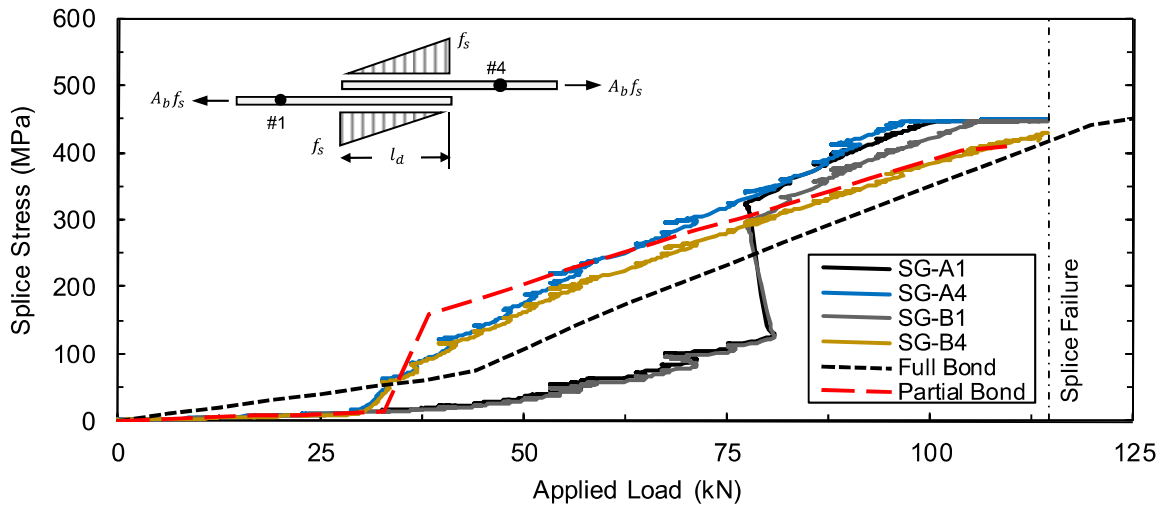 600
500
400
300
200
100
0
Splice Stress (MPa)
0
25
50
75
100
125
Applied Load (kN)
f_s
#4
A_b f_s
A_b f_s
#1
f_s
l_d
SG-A1
SG-A4
SG-B1
SG-B4
Full Bond
Partial Bond
Splice Failure